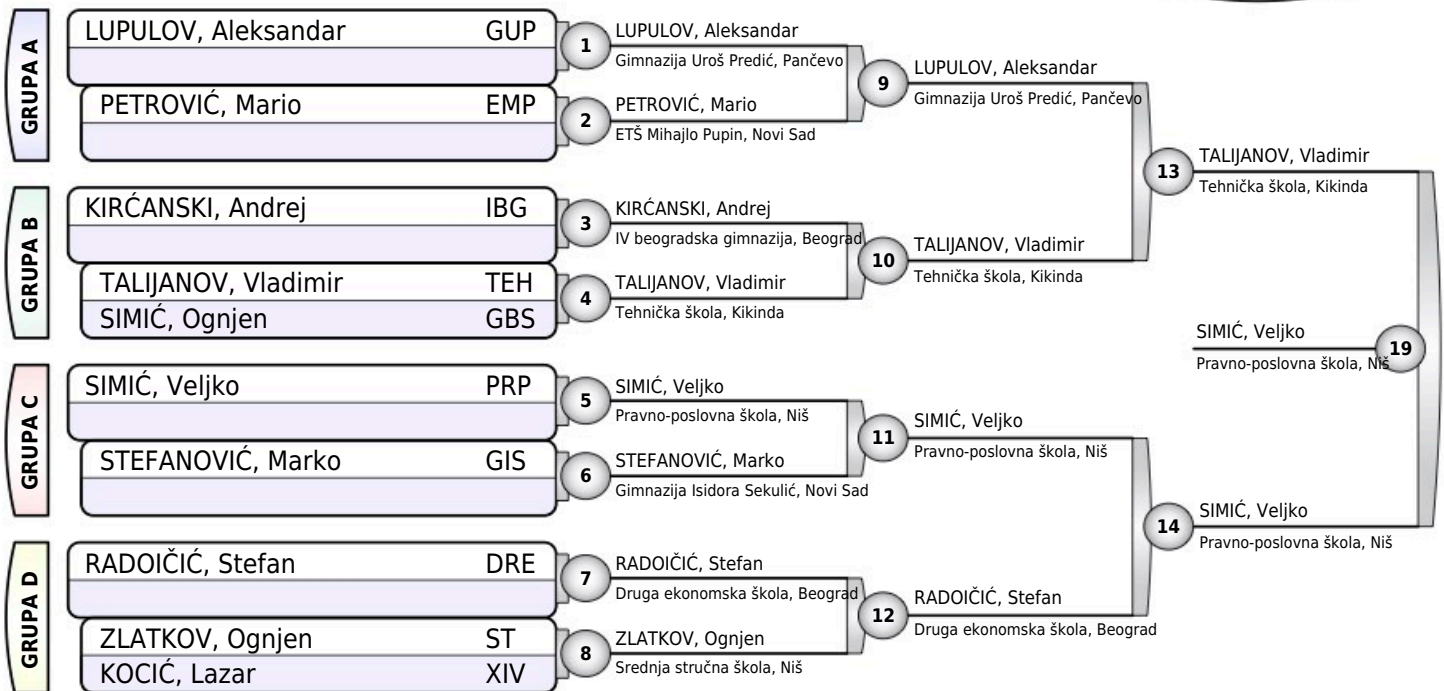 GRUPA A
LUPULOV, Aleksandar GUP
PETROVIĆ, Mario EMP
GRUPA B
KIRĆANSKI, Andrej IBG
TALIJANOV, Vladimir TEH
SIMIĆ, Ognjen GBS
GRUPA C
SIMIĆ, Veljko PRP
STEFANOVIĆ, Marko GIS
GRUPA D
RADOIČIĆ, Stefan DRE
ZLATKOV, Ognjen ST
KOCIĆ, Lazar XIV
1
LUPULOV, Aleksandar
Gimnazija Uroš Predić, Pančevo
2
PETROVIĆ, Mario
ETŠ Mihajlo Pupin, Novi Sad
3
KIRĆANSKI, Andrej
IV beogradska gimnazija, Beograd
4
TALIJANOV, Vladimir
Tehnička škola, Kikinda
5
SIMIĆ, Veljko
Pravno-poslovna škola, Niš
6
STEFANOVIĆ, Marko
Gimnazija Isidora Sekulić, Novi Sad
7
RADOIČIĆ, Stefan
Druga ekonomska škola, Beograd
8
ZLATKOV, Ognjen
Srednja stručna škola, Niš
9
LUPULOV, Aleksandar
Gimnazija Uroš Predić, Pančevo
10
TALIJANOV, Vladimir
Tehnička škola, Kikinda
11
SIMIĆ, Veljko
Pravno-poslovna škola, Niš
12
RADOIČIĆ, Stefan
Druga ekonomska škola, Beograd
13
TALIJANOV, Vladimir
Tehnička škola, Kikinda
14
SIMIĆ, Veljko
Pravno-poslovna škola, Niš
SIMIĆ, Veljko
Pravno-poslovna škola, Niš
19